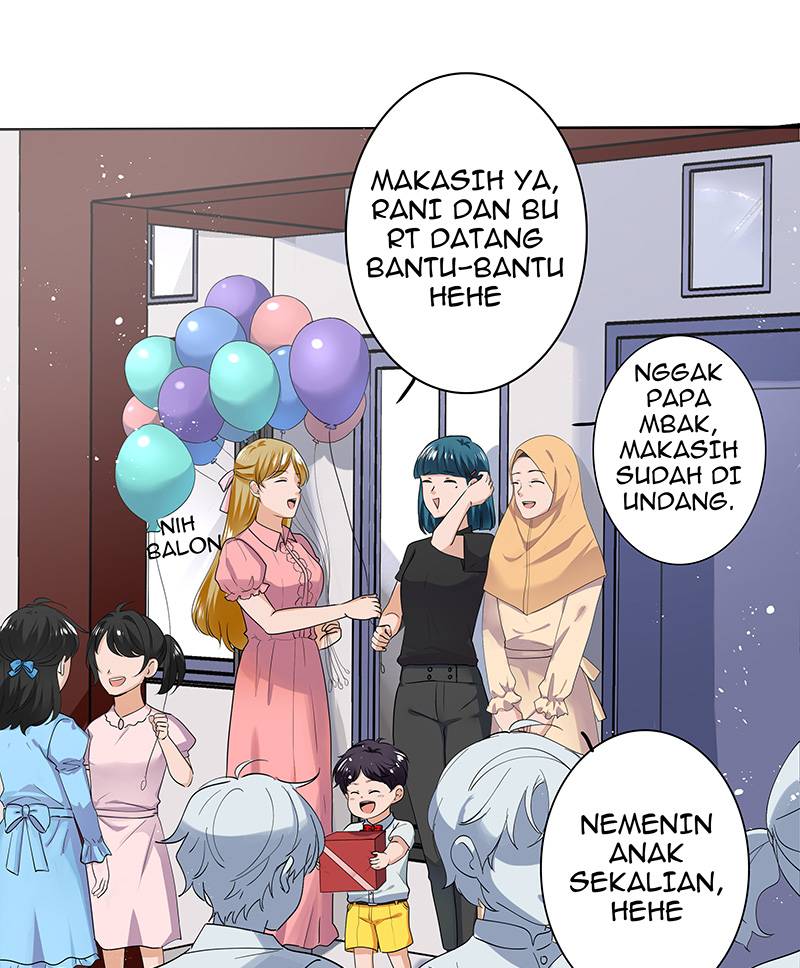 MAKASIH YA,
RANI DAN BU
RT DATANG
BANTU-BANTU
HEHE
NGGAK
PAPA
MBAK,
MAKASIH
SUDAH DI
UNDANG.
NIH
BALON
NEMENIN
ANAK
SEKALIAN,
HEHE